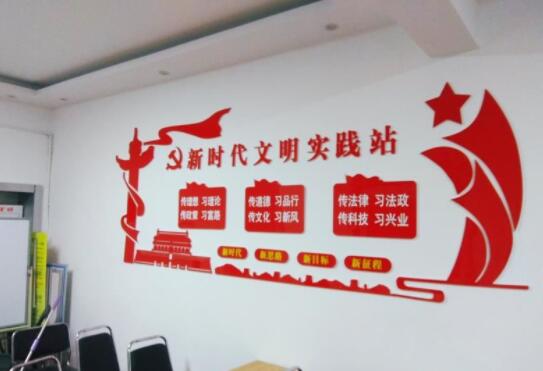 新时代文明实践站
传理想 习理论
传政策 习富路
传道德 习品行
传文化 习新风
传法律 习法政
传科技 习兴业
新时代 新思路 新目标 新征程